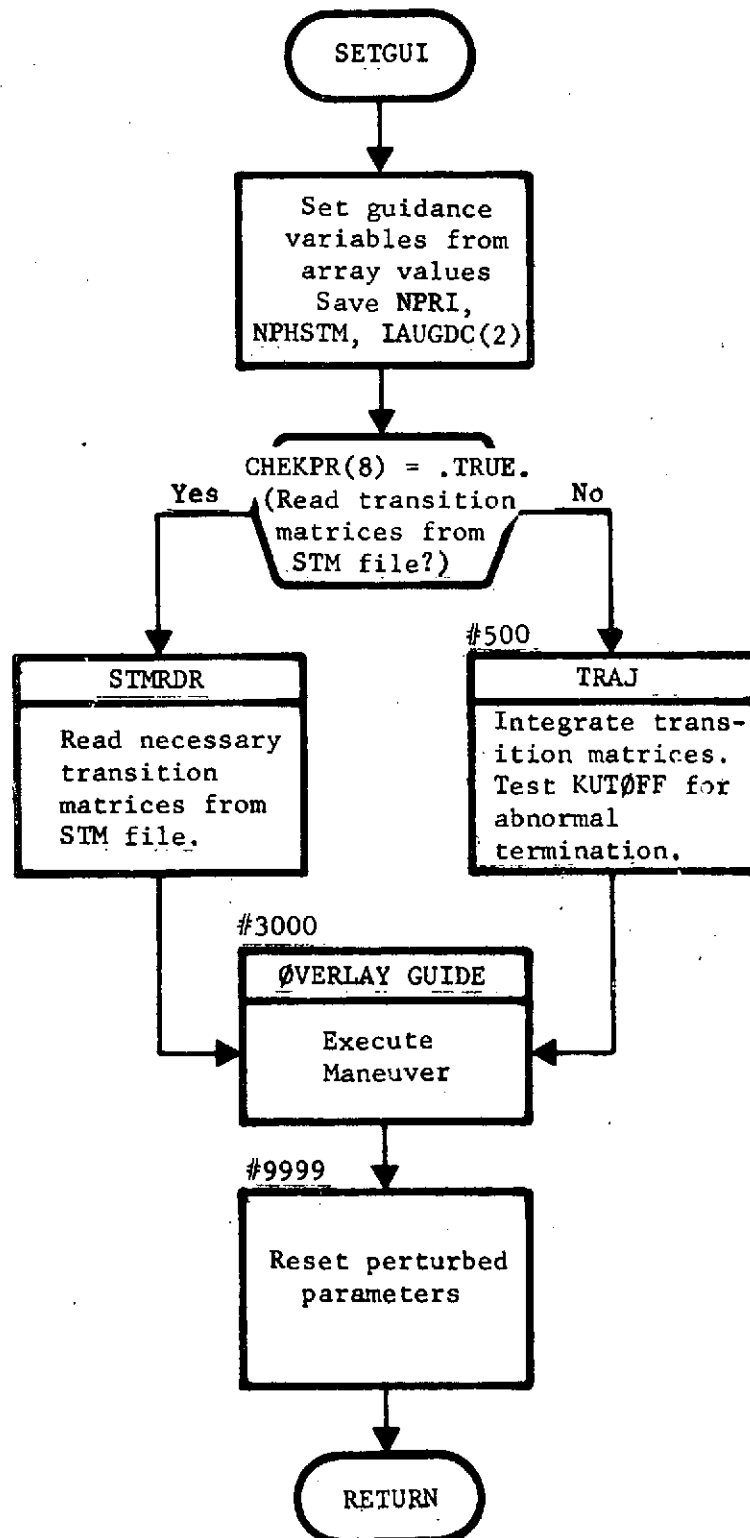 SETGUI
Set guidance
variables from
array values
Save NPRI,
NPHSTM, IAUGDC(2)
CHEKPR(8) = .TRUE.
(Read transition
matrices from
STM file?)
Yes
No
STMRDR
Read necessary
transition
matrices from
STM file.
#500
TRAJ
Integrate trans-
ition matrices.
Test KUTØFF for
abnormal
termination.
#3000
ØVERLAY GUIDE
Execute
Maneuver
#9999
Reset perturbed
parameters
RETURN